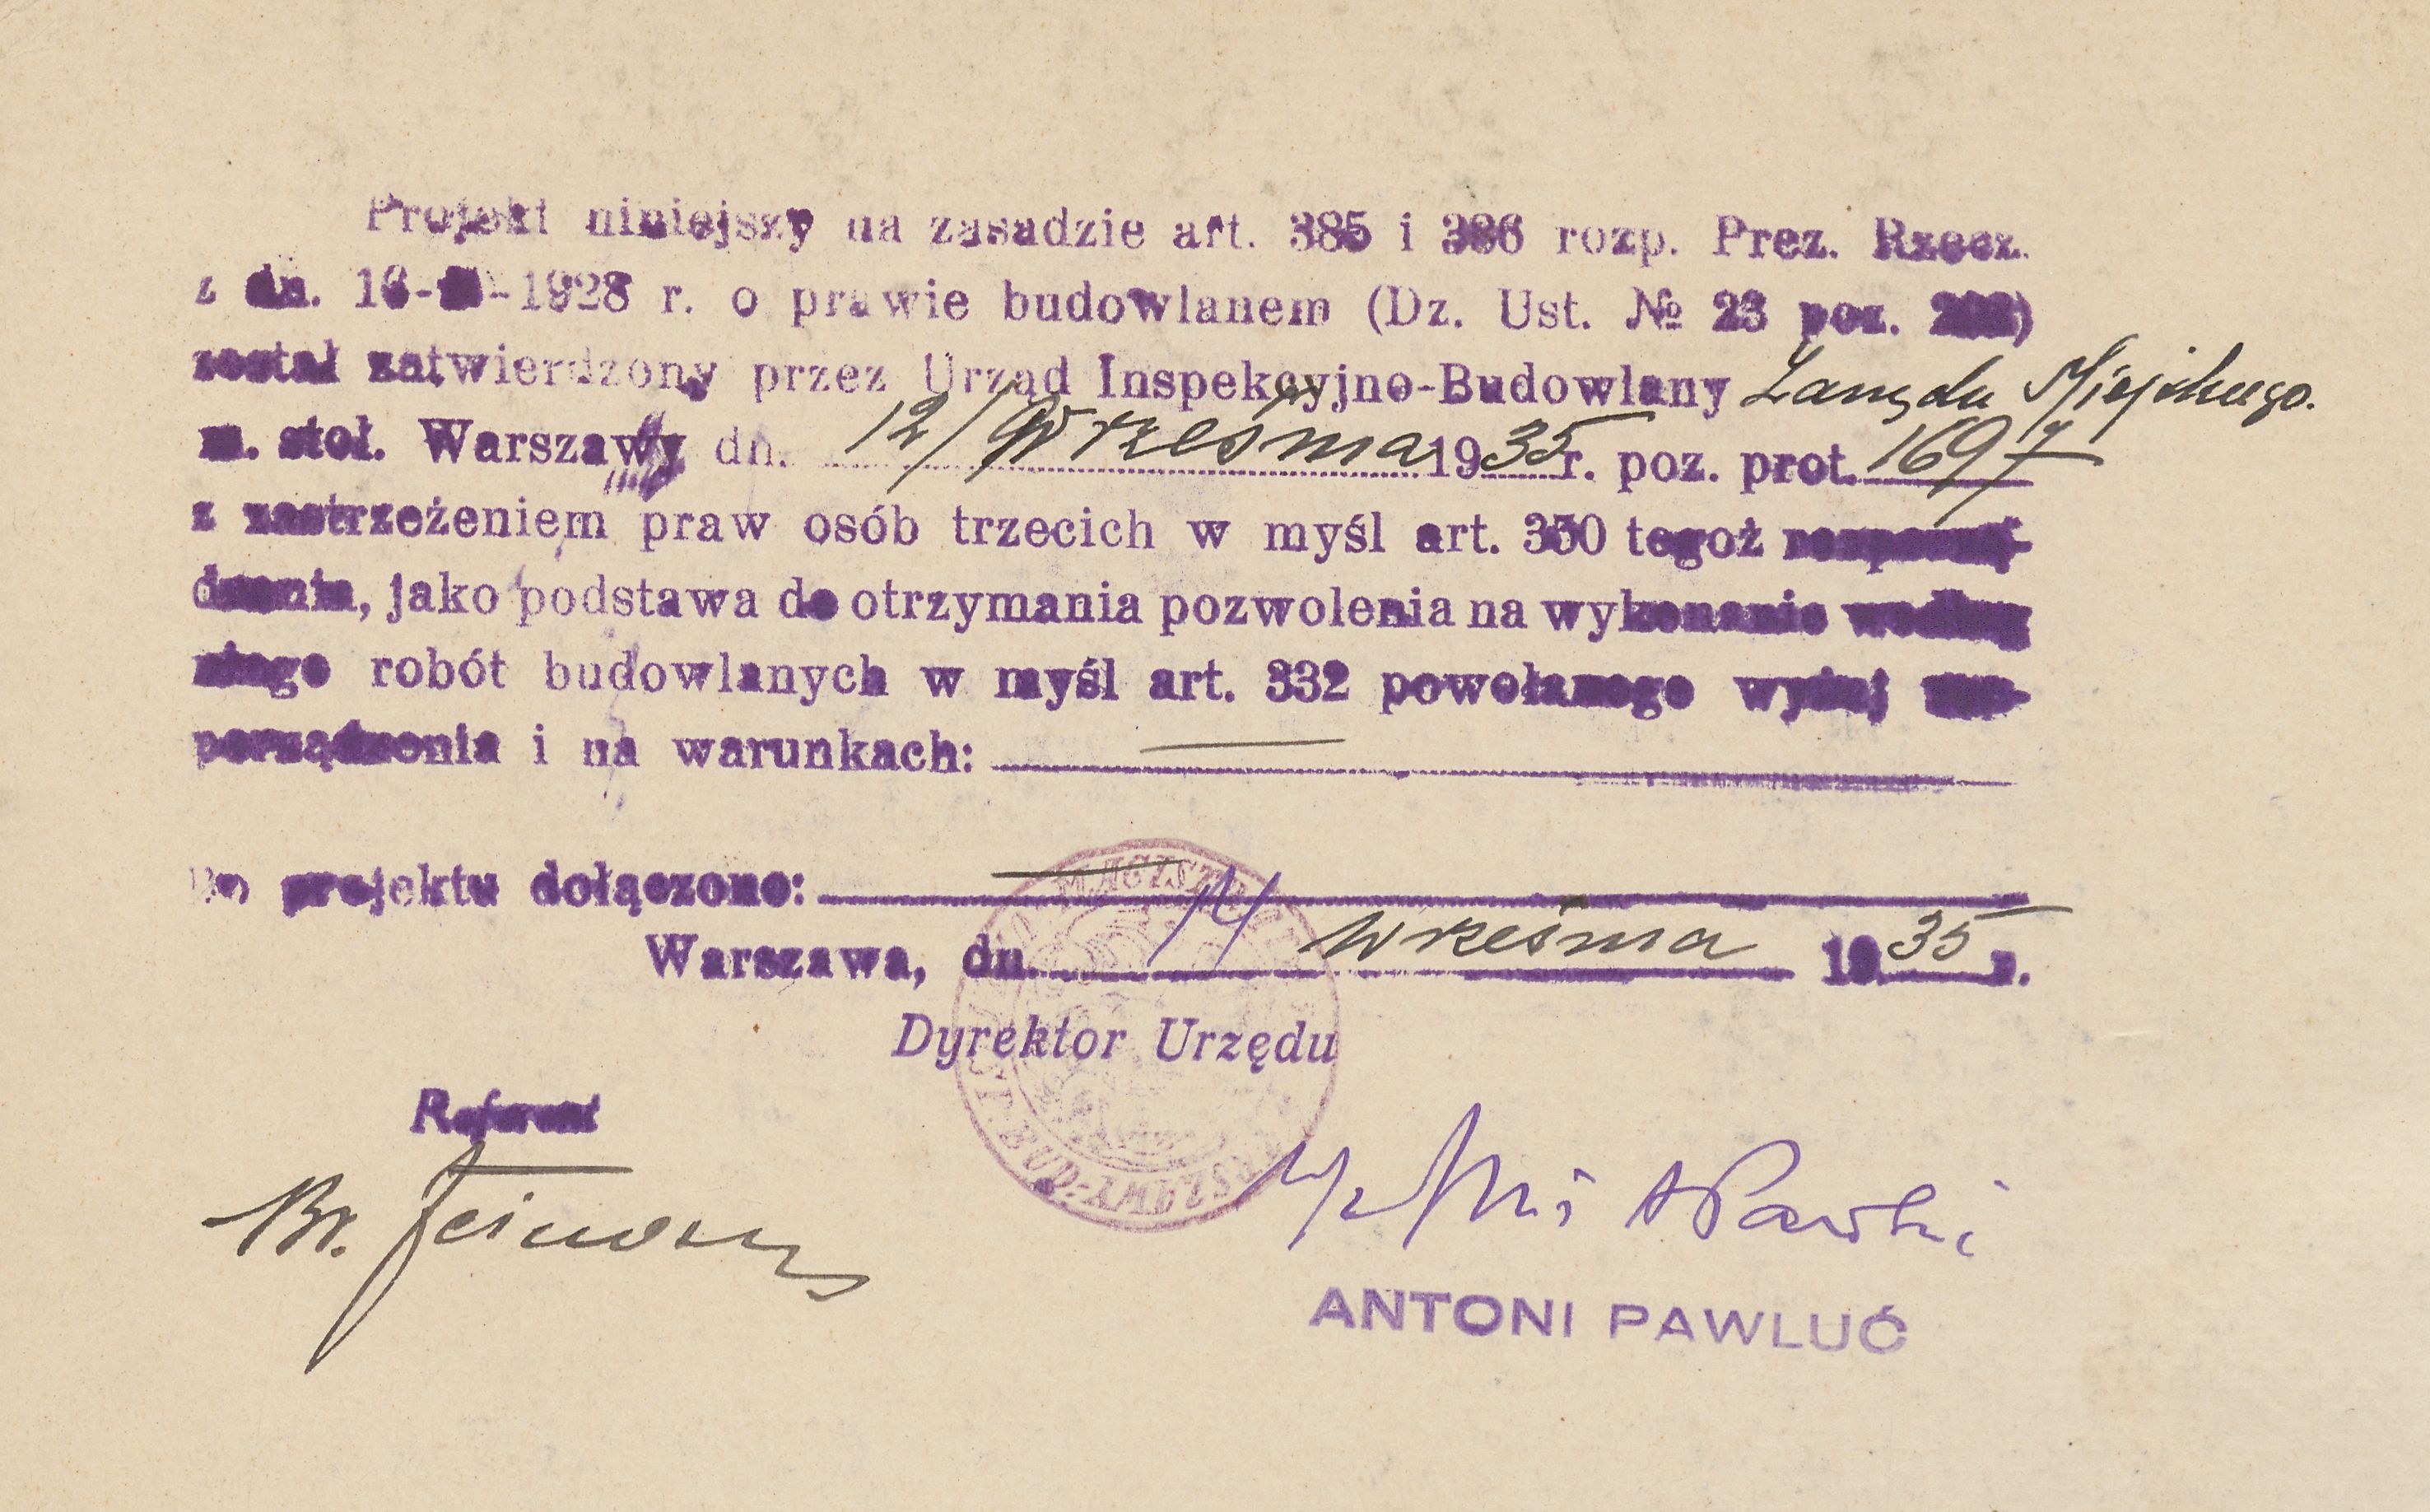 Projekt niniejszy na zasadzie art. 385 i 386 rozp. Prez. Rzecz.
z dn. 16-II-1928 r. o prawie budowlanem (Dz. Ust. № 23 poz. 202)
został zatwierdzony przez Urząd Inspekcyjno-Budowlany Zarządu Miejskiego.
m. stoł. Warszawy dn. 12/Września 1935 r. poz. prot. 1697
z zastrzeżeniem praw osób trzecich w myśl art. 350 tegoż rozporzą-
dzenia, jako podstawa do otrzymania pozwolenia na wykonanie według
niego robót budowlanych w myśl art. 332 powołanego wyżej roz-
porządzenia i na warunkach: —
Do projektu dołączono: —
Warszawa, dn. 14 września 1935 r.
Dyrektor Urzędu
Referent
Br.
ANTONI PAWLUĆ